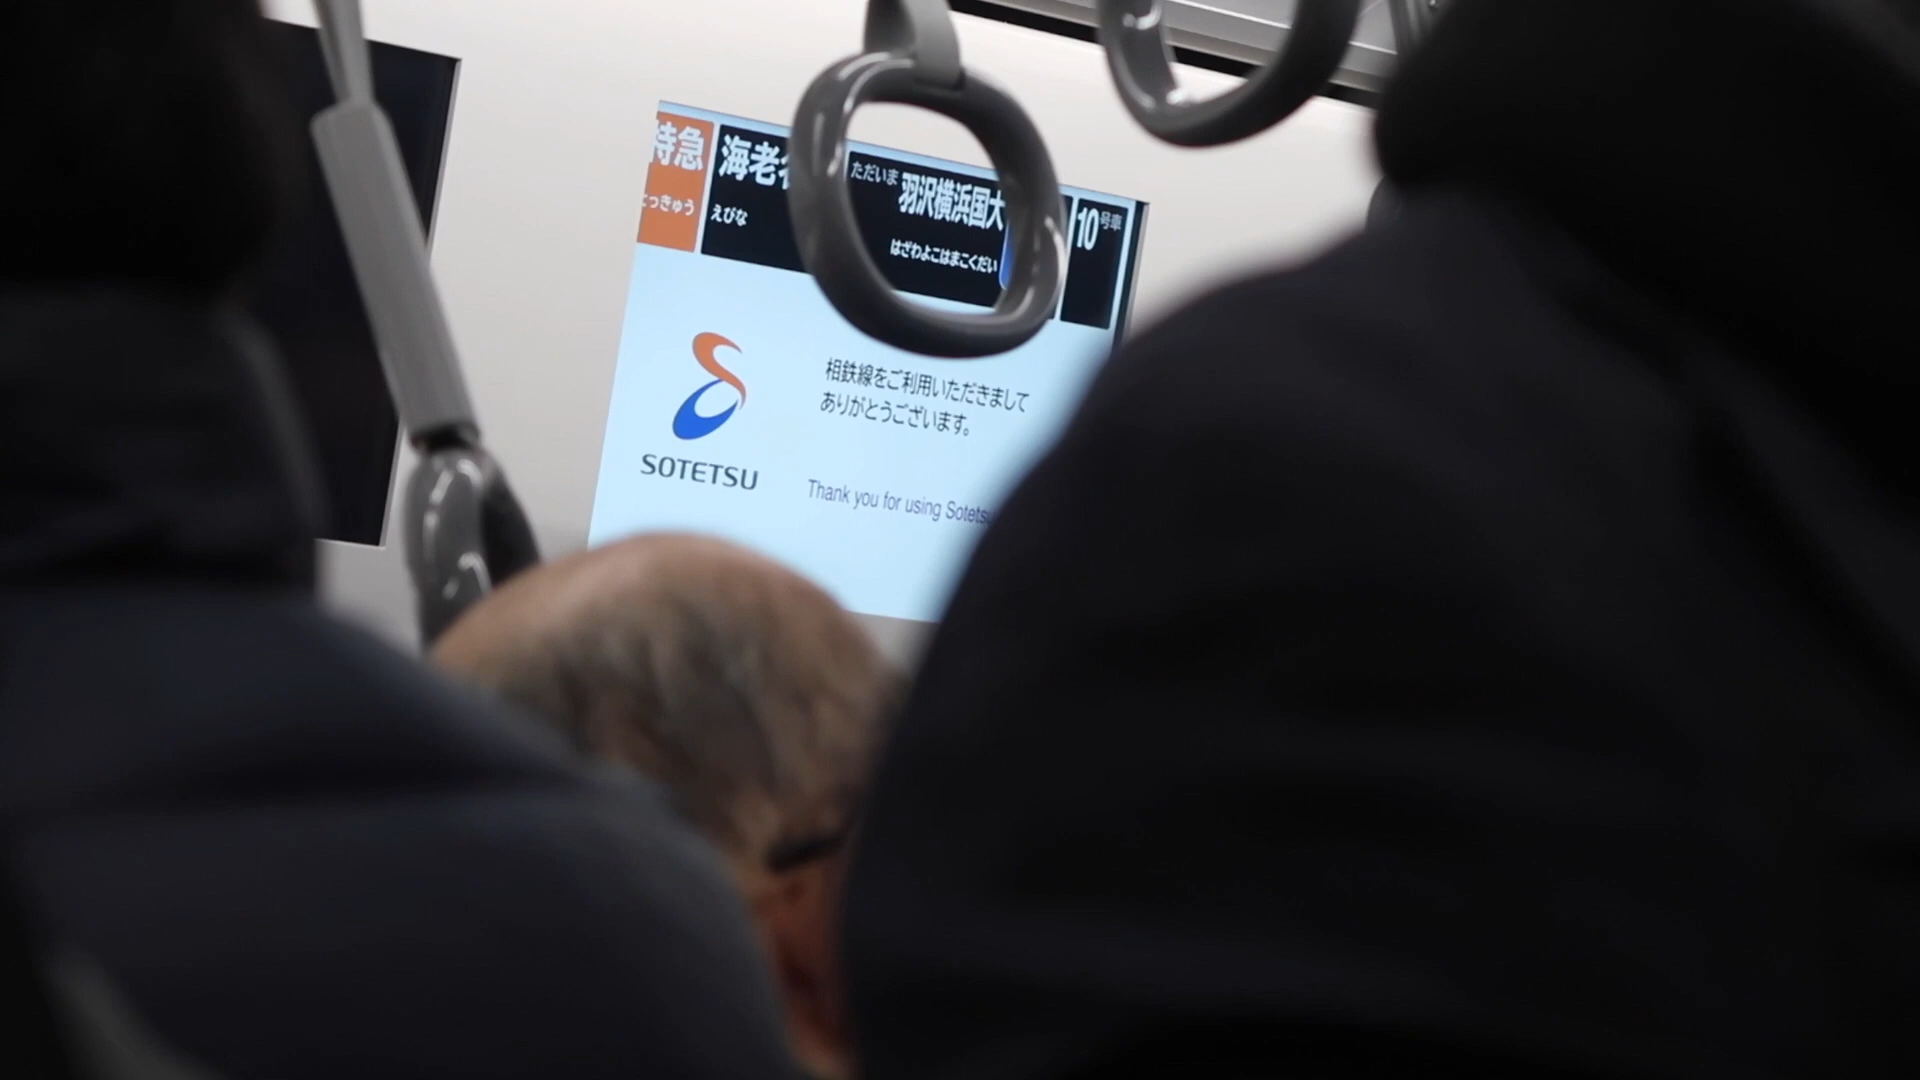 特急
とっきゅう
海老名
えびな
ただいま
羽沢横浜国大
はざわよこはまこくだい
10号車
相鉄線をご利用いただきまして
ありがとうございます。
SOTETSU
Thank you for using Sotetsu